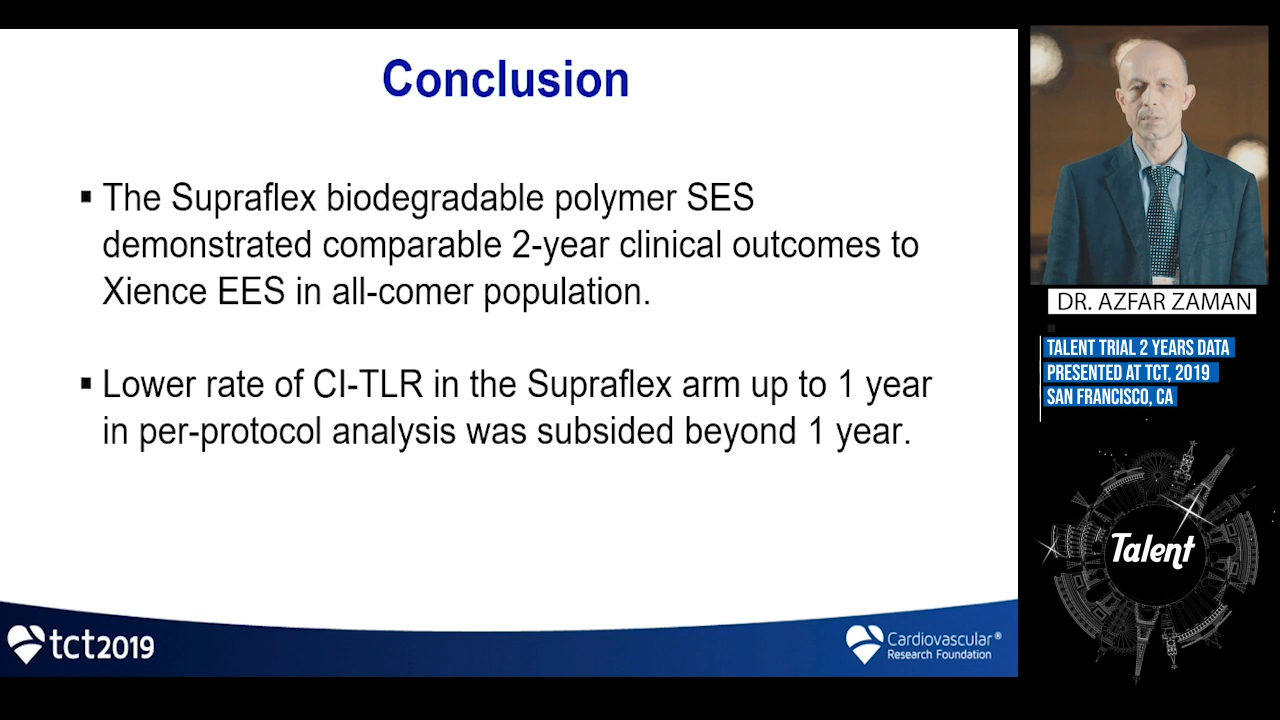 Conclusion
▪ The Supraflex biodegradable polymer SES
demonstrated comparable 2-year clinical outcomes to
Xience EES in all-comer population.
▪ Lower rate of CI-TLR in the Supraflex arm up to 1 year
in per-protocol analysis was subsided beyond 1 year.
tct2019
Cardiovascular®
Research Foundation
DR. AZFAR ZAMAN
TALENT TRIAL 2 YEARS DATA
PRESENTED AT TCT, 2019
SAN FRANCISCO, CA
Talent